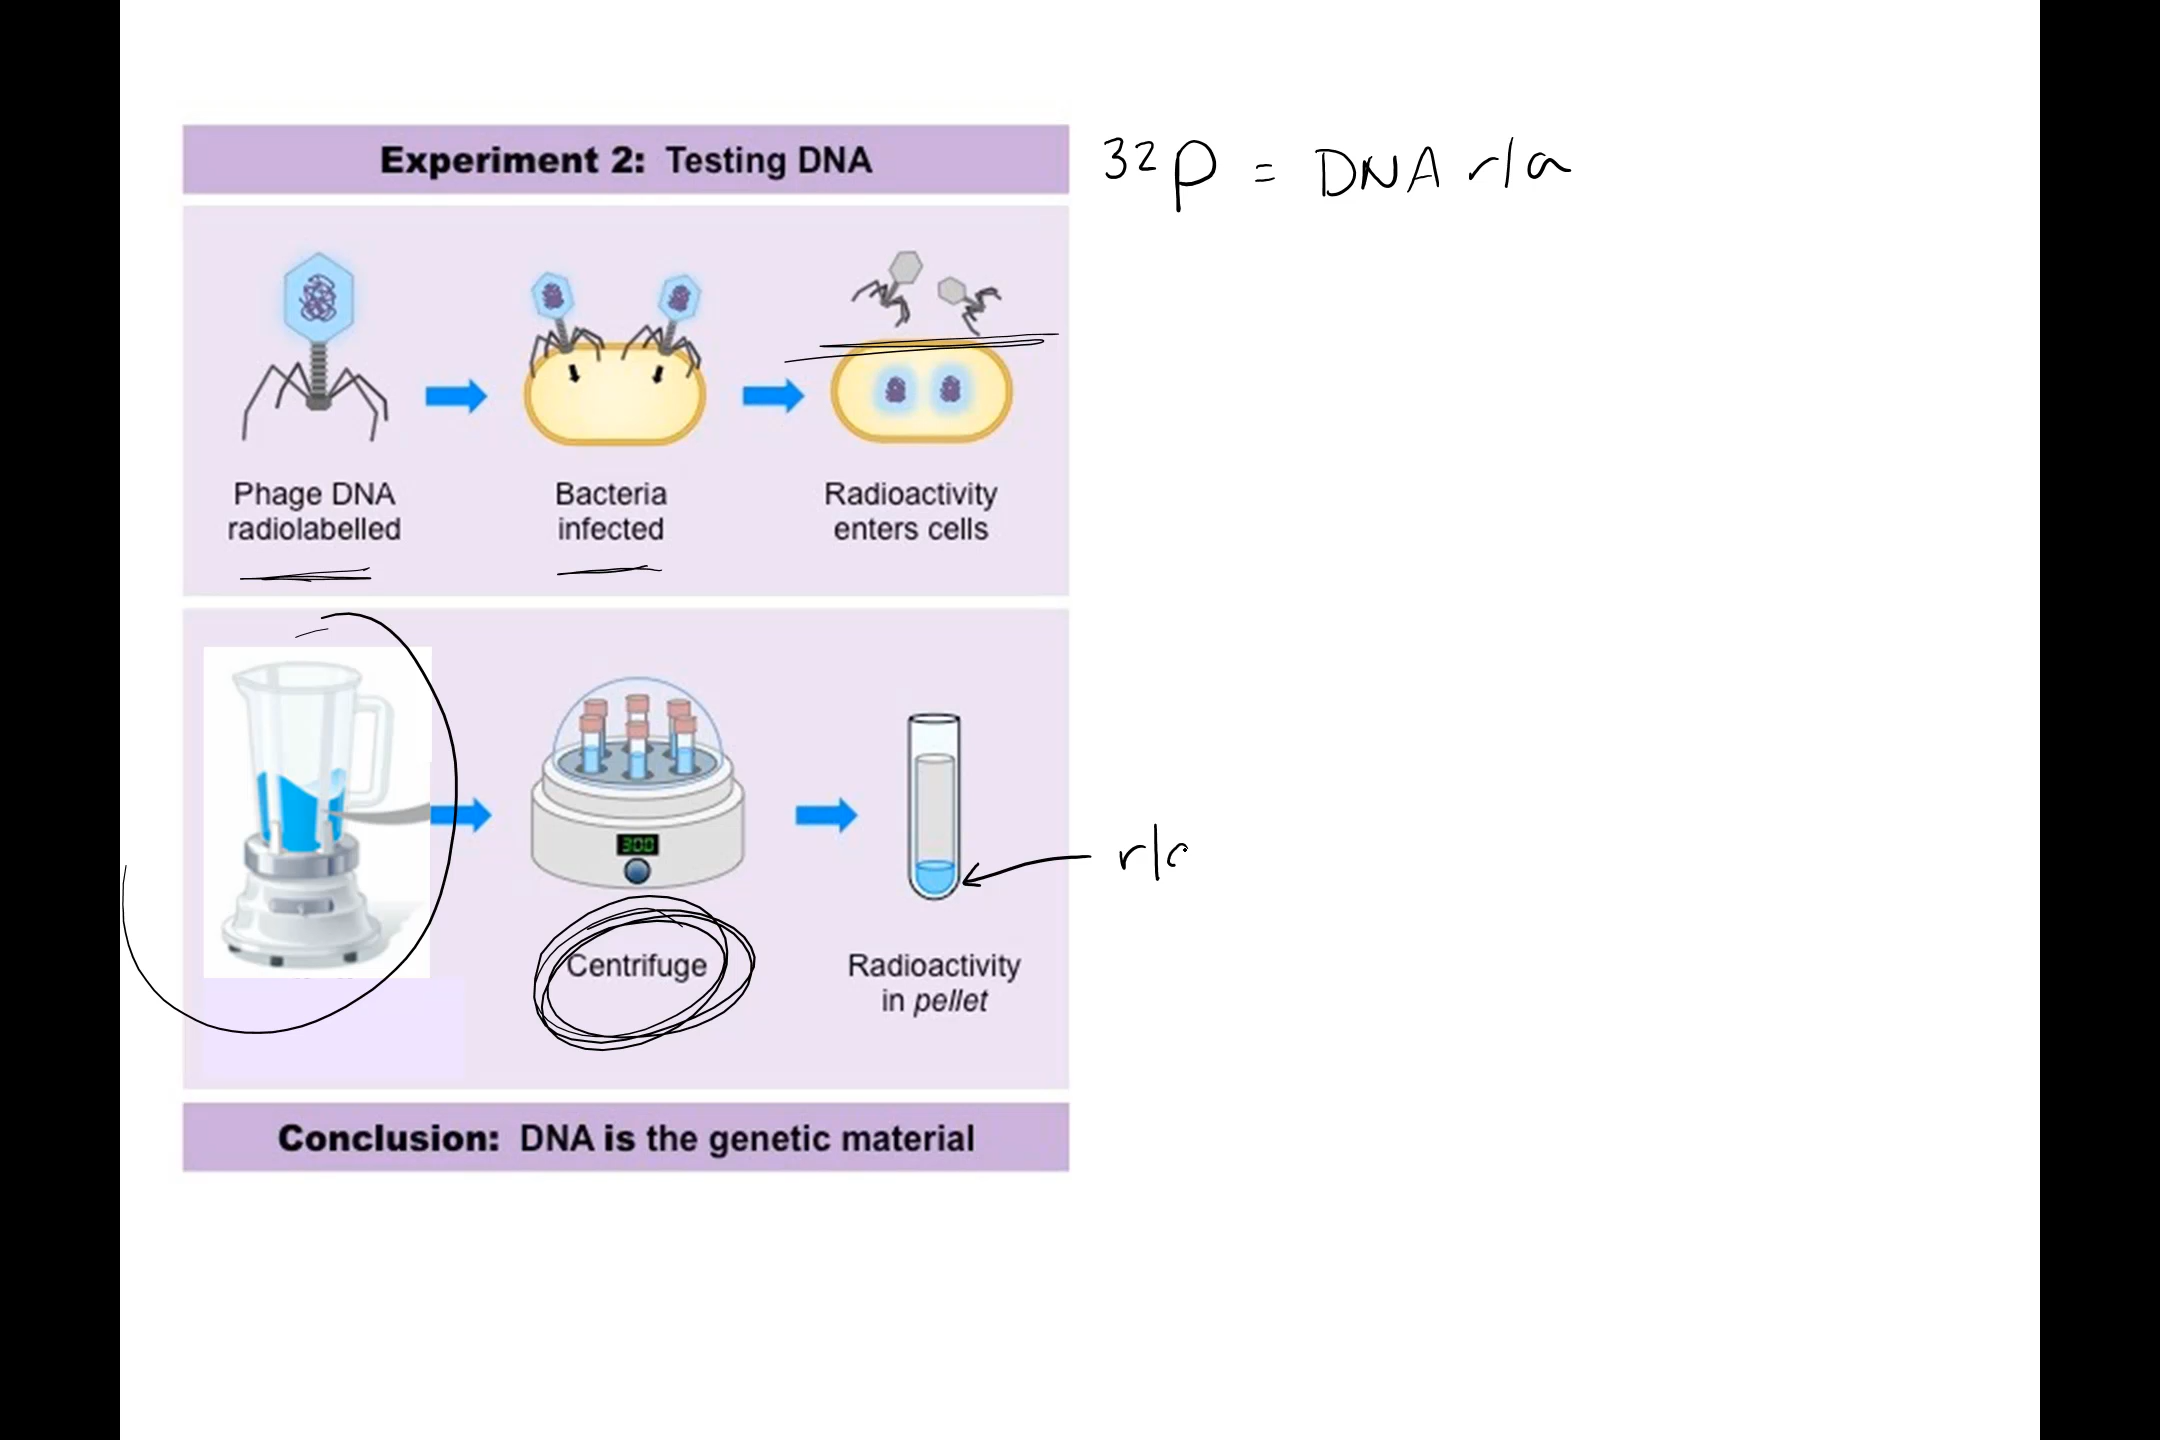 Experiment 2: Testing DNA
³²P = DNA r/a
Phage DNA
radiolabelled
Bacteria
infected
Radioactivity
enters cells
300
r/c
Centrifuge
Radioactivity
in pellet
Conclusion: DNA is the genetic material